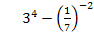 3⁴ − (1/7)⁻²